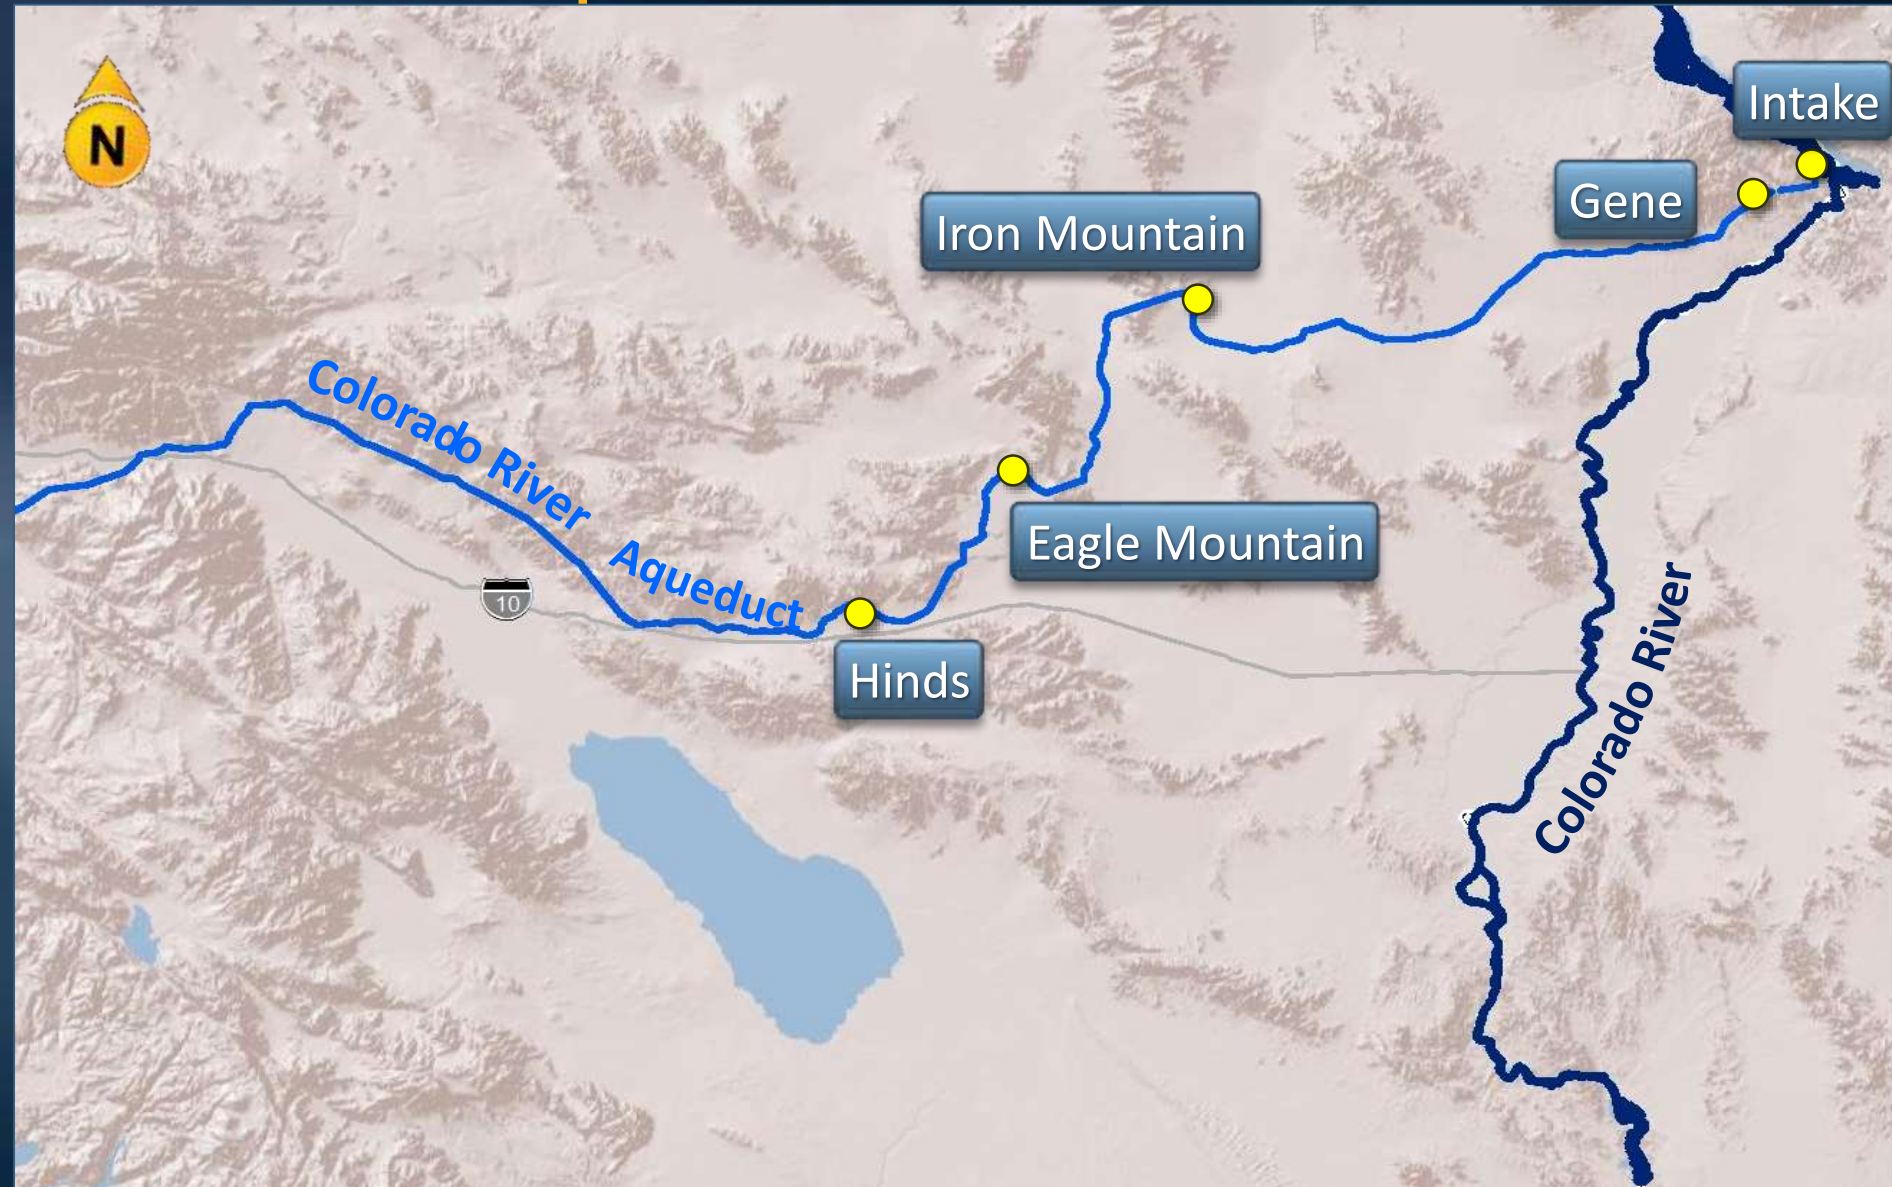 N
Intake
Gene
Iron Mountain
Colorado River
Aqueduct
Eagle Mountain
10
Hinds
Colorado River